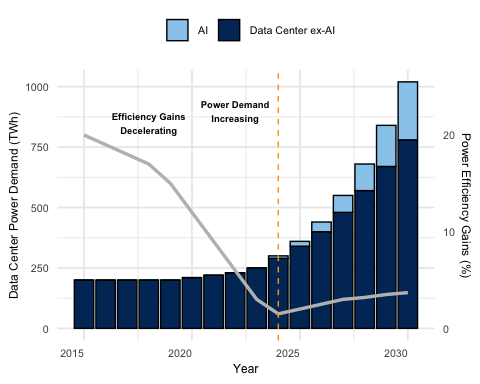 AI
Data Center ex-AI
Data Center Power Demand (TWh)
1000
750
500
250
0
Efficiency Gains
Decelerating
Power Demand
Increasing
20
10
0
Power Efficiency Gains (%)
2015
2020
2025
2030
Year